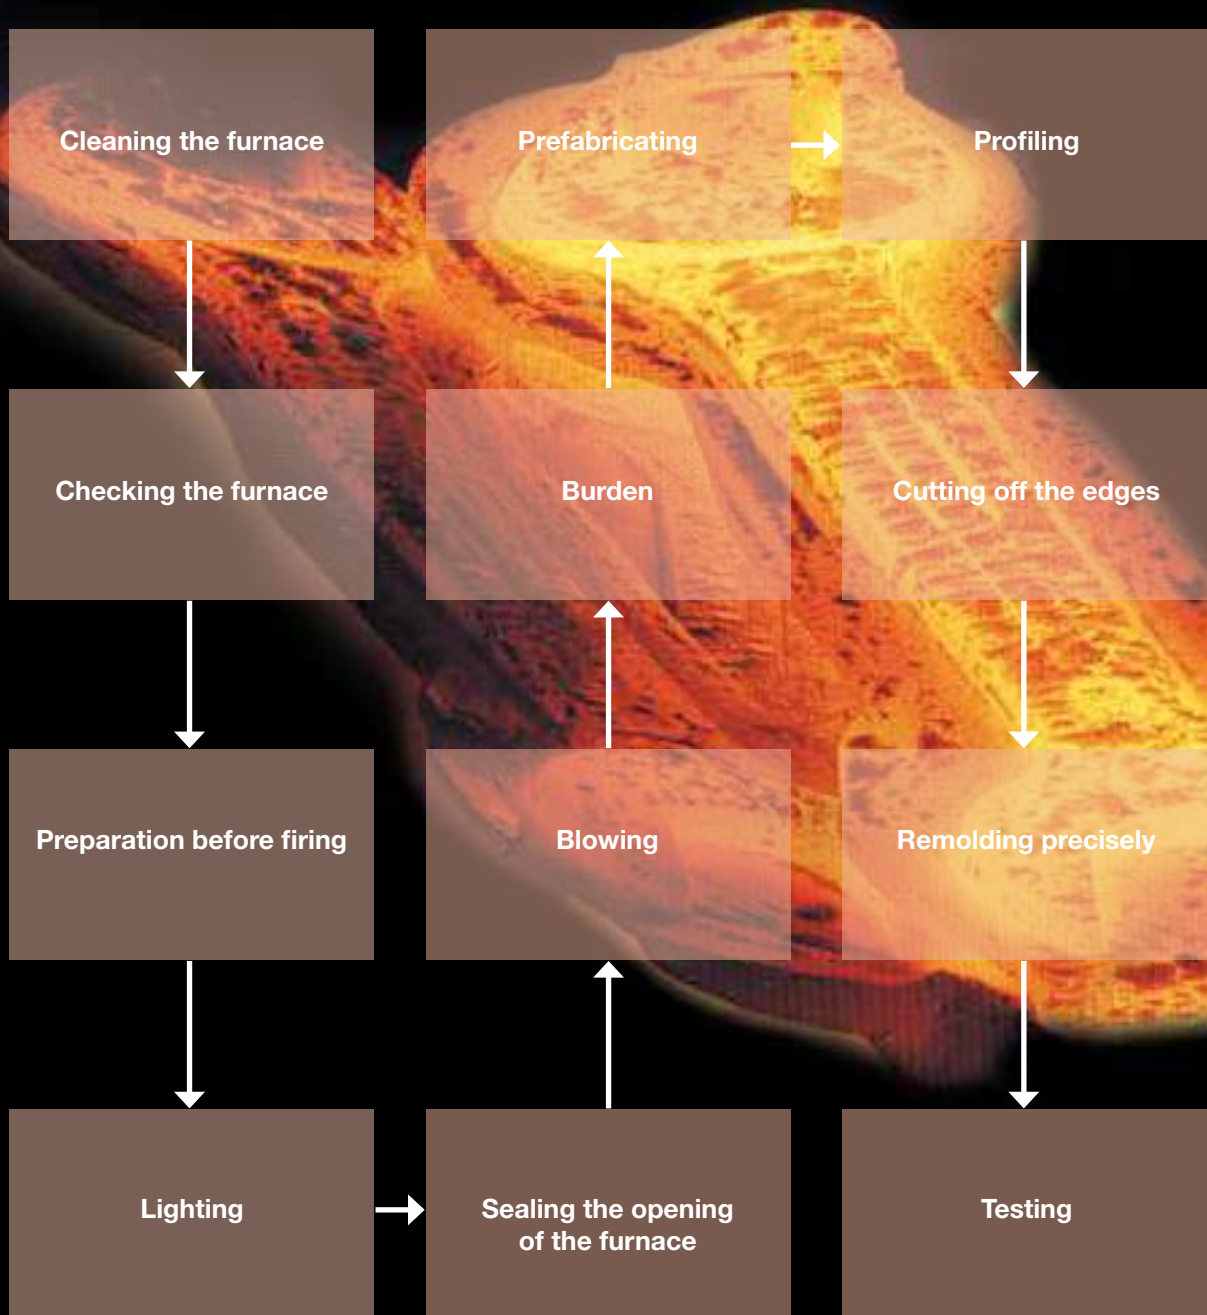 Cleaning the furnace
Prefabricating
Profiling
Checking the furnace
Burden
Cutting off the edges
Preparation before firing
Blowing
Remolding precisely
Lighting
Sealing the opening
of the furnace
Testing